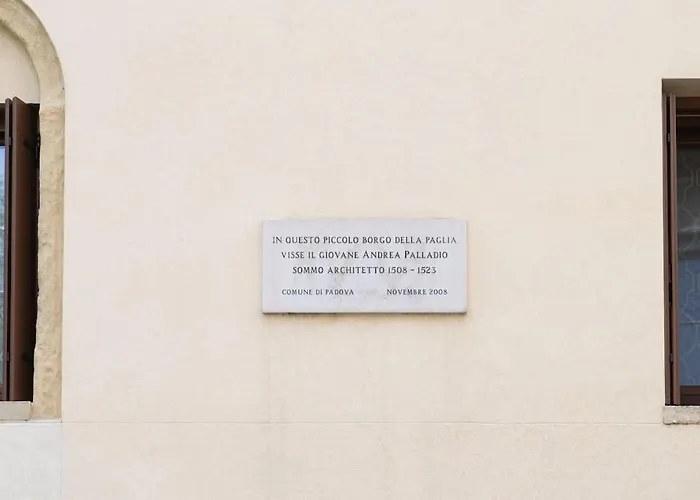 IN QUESTO PICCOLO BORGO DELLA PAGLIA
VISSE IL GIOVANE ANDREA PALLADIO
SOMMO ARCHITETTO 1508 - 1523
COMUNE DI PADOVA NOVEMBRE 2008